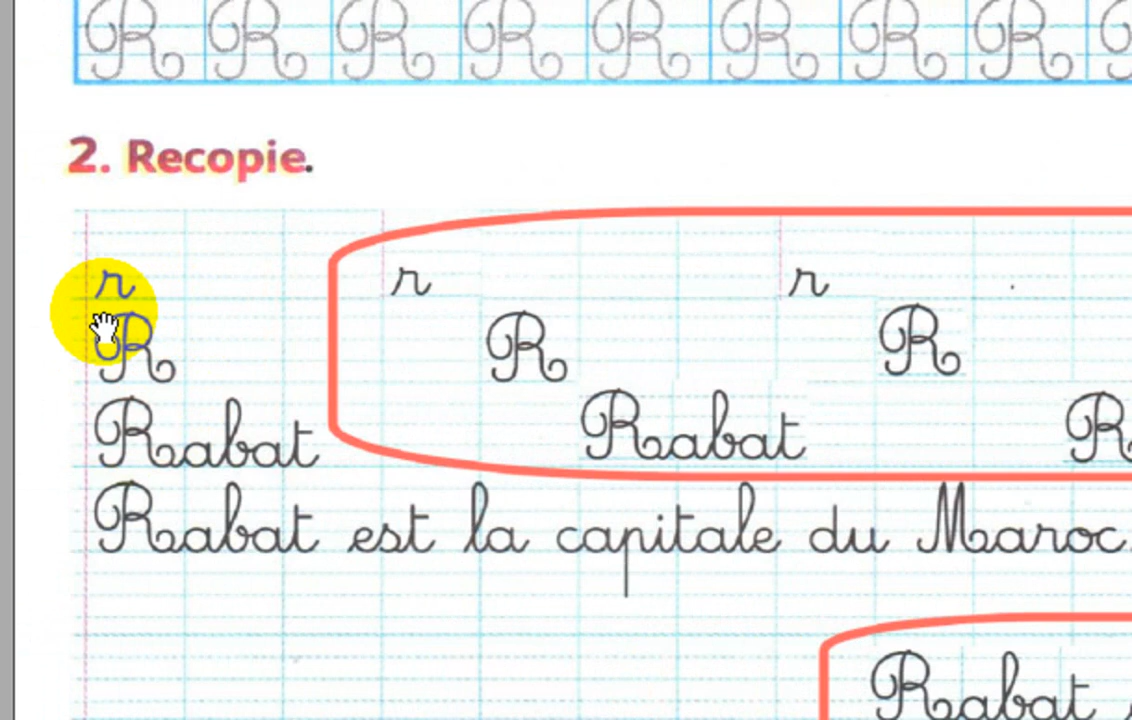 R R R R R R R R
2. Recopie.
r r r
R R R
Rabat Rabat
Rabat est la capitale du Maroc.
Rabat